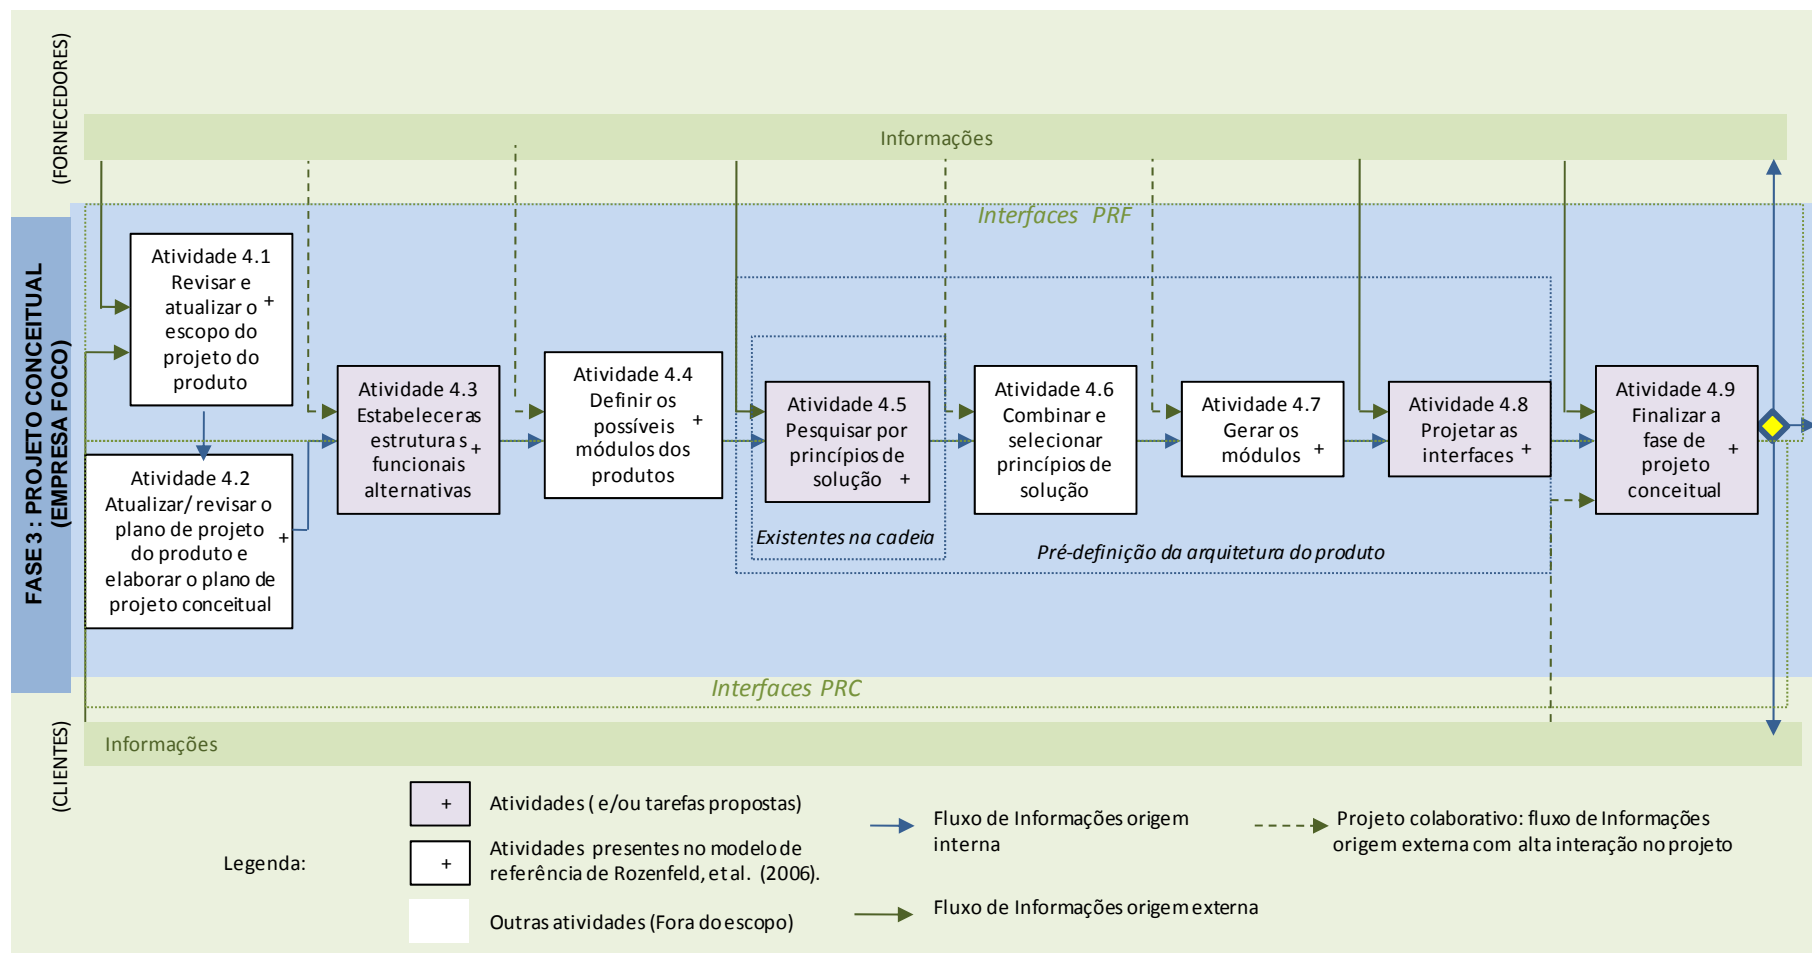 (FORNECEDORES)
Informações
Interfaces PRF
FASE 3 : PROJETO CONCEITUAL
(EMPRESA FOCO)
Atividade 4.1
Revisar e
atualizar o
escopo do
projeto do
produto
+
Atividade 4.2
Atualizar/ revisar o
plano de projeto
do produto e
elaborar o plano de
projeto conceitual
+
Atividade 4.3
Estabelecer as
estrutura s
funcionais
alternativas
+
Atividade 4.4
Definir os
possíveis
módulos dos
produtos
+
Atividade 4.5
Pesquisar por
princípios de
solução
+
Existentes na cadeia
Atividade 4.6
Combinar e
selecionar
princípios de
solução
Atividade 4.7
Gerar os
módulos
+
Atividade 4.8
Projetar as
interfaces
+
Pré-definição da arquitetura do produto
Atividade 4.9
Finalizar a
fase de
projeto
conceitual
+
Interfaces PRC
(CLIENTES)
Informações
Legenda:
+
Atividades ( e/ou tarefas propostas)
+
Atividades presentes no modelo de
referência de Rozenfeld, et al. (2006).
Outras atividades (Fora do escopo)
Fluxo de Informações origem
interna
Fluxo de Informações origem externa
Projeto colaborativo: fluxo de Informações
origem externa com alta interação no projeto